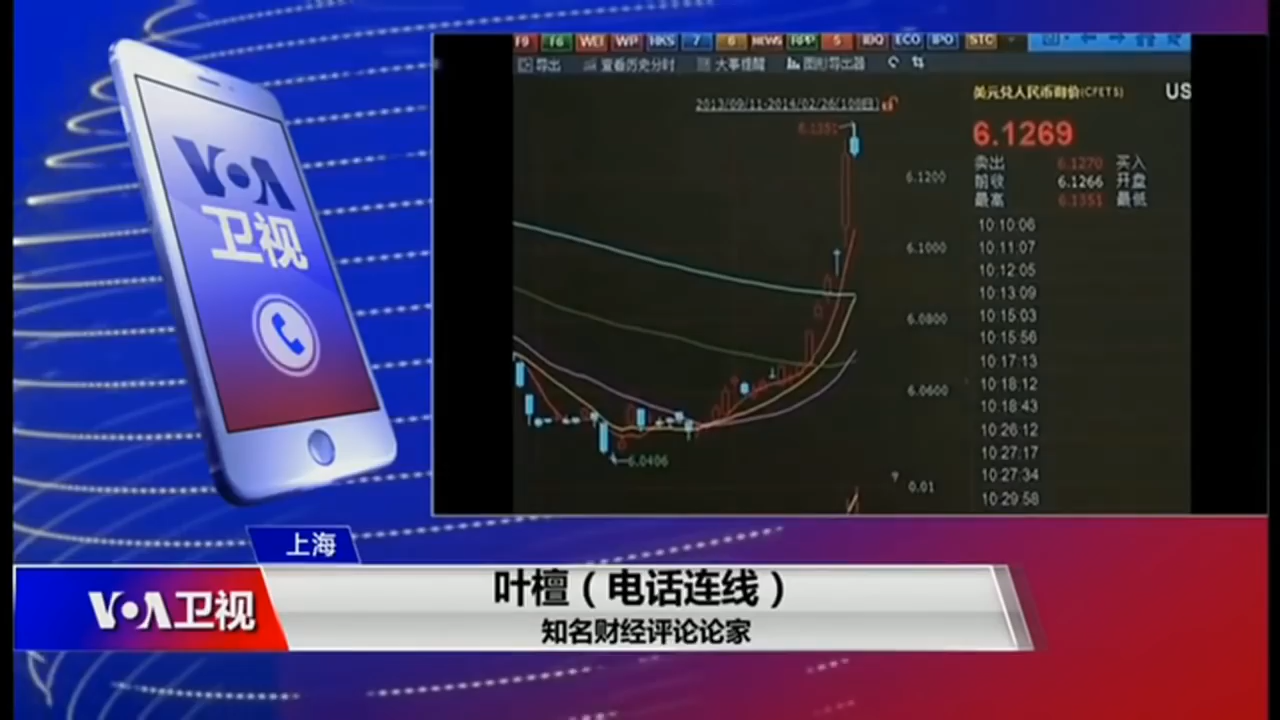 VOA
卫视
F9 F6 WEI WP HKS 7 6 NEWS RPP 5 IBQ ECO IPO STC
导出 查看历史分时 大事提醒 图形导出器
2013/09/11-2014/02/26(108日)
美元兑人民币询价(CFETS) US
6.1351
6.1269
卖出 6.1270 买入
前收 6.1266 开盘
最高 6.1351 最低
6.1200
6.1000
6.0800
6.0600
6.0406
0.01
10:10:06
10:11:07
10:12:05
10:13:09
10:15:03
10:15:56
10:17:13
10:18:12
10:18:43
10:26:12
10:27:17
10:27:34
10:29:58
上海
VOA卫视
叶檀（电话连线）
知名财经评论论家